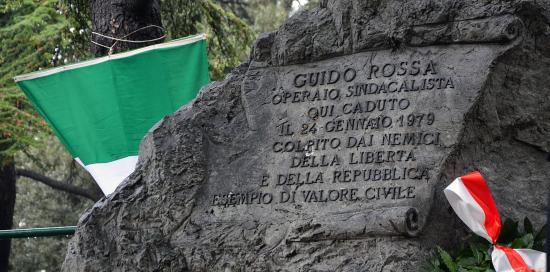 GUIDO ROSSA
OPERAIO SINDACALISTA
QUI CADUTO
IL 24 GENNAIO 1979
COLPITO DAI NEMICI
DELLA LIBERTA
E DELLA REPUBBLICA
ESEMPIO DI VALORE CIVILE